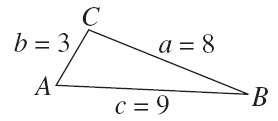 C
b = 3
a = 8
A
B
c = 9